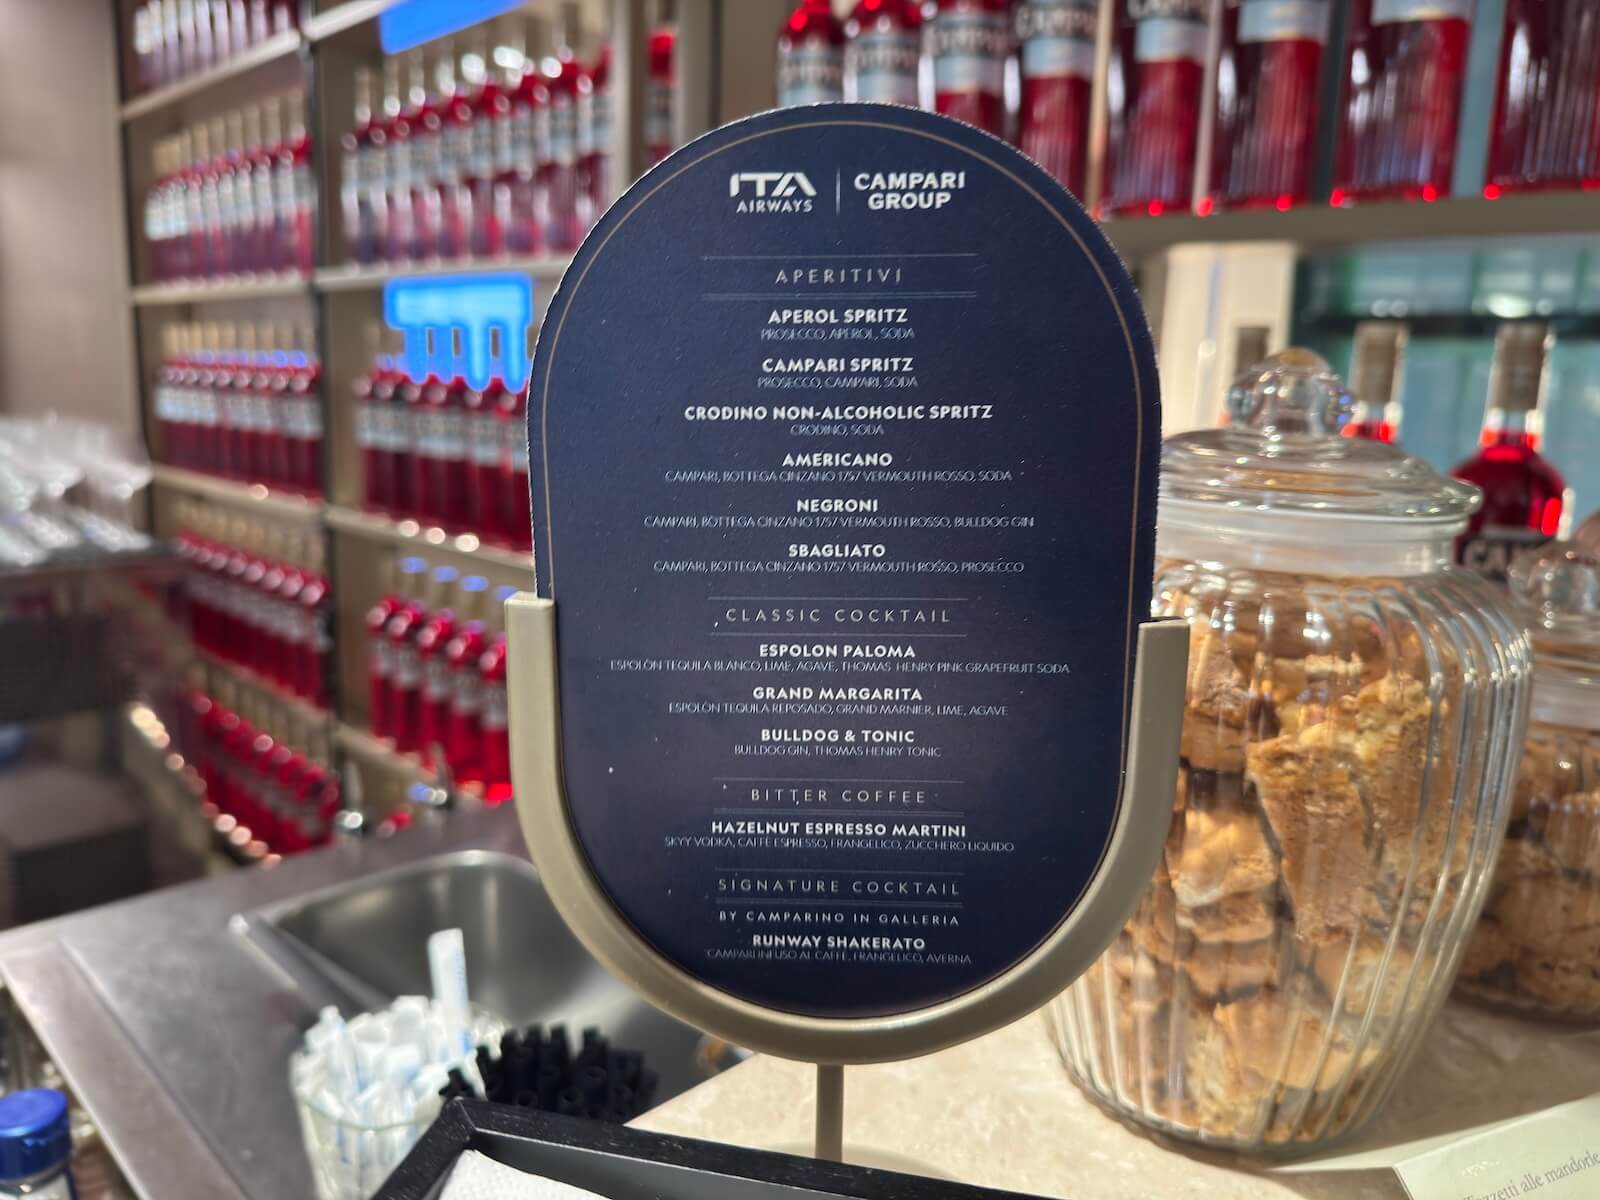 ITA AIRWAYS | CAMPARI GROUP
APERITIVI
APEROL SPRITZ
PROSECCO, APEROL, SODA
CAMPARI SPRITZ
PROSECCO, CAMPARI, SODA
CRODINO NON-ALCOHOLIC SPRITZ
CRODINO, SODA
AMERICANO
CAMPARI, BOTTEGA CINZANO 1757 VERMOUTH ROSSO, SODA
NEGRONI
CAMPARI, BOTTEGA CINZANO 1757 VERMOUTH ROSSO, BULLDOG GIN
SBAGLIATO
CAMPARI, BOTTEGA CINZANO 1757 VERMOUTH ROSSO, PROSECCO
CLASSIC COCKTAIL
ESPOLON PALOMA
ESPOLÒN TEQUILA BLANCO, LIME, AGAVE, THOMAS HENRY PINK GRAPEFRUIT SODA
GRAND MARGARITA
ESPOLÒN TEQUILA REPOSADO, GRAND MARNIER, LIME, AGAVE
BULLDOG & TONIC
BULLDOG GIN, THOMAS HENRY TONIC
BITTER COFFEE
HAZELNUT ESPRESSO MARTINI
SKYY VODKA, CAFFÈ ESPRESSO, FRANGELICO, ZUCCHERO LIQUIDO
SIGNATURE COCKTAIL
BY CAMPARINO IN GALLERIA
RUNWAY SHAKERATO
CAMPARI INFUSO AL CAFFÈ, FRANGELICO, AVERNA
alle mandorle